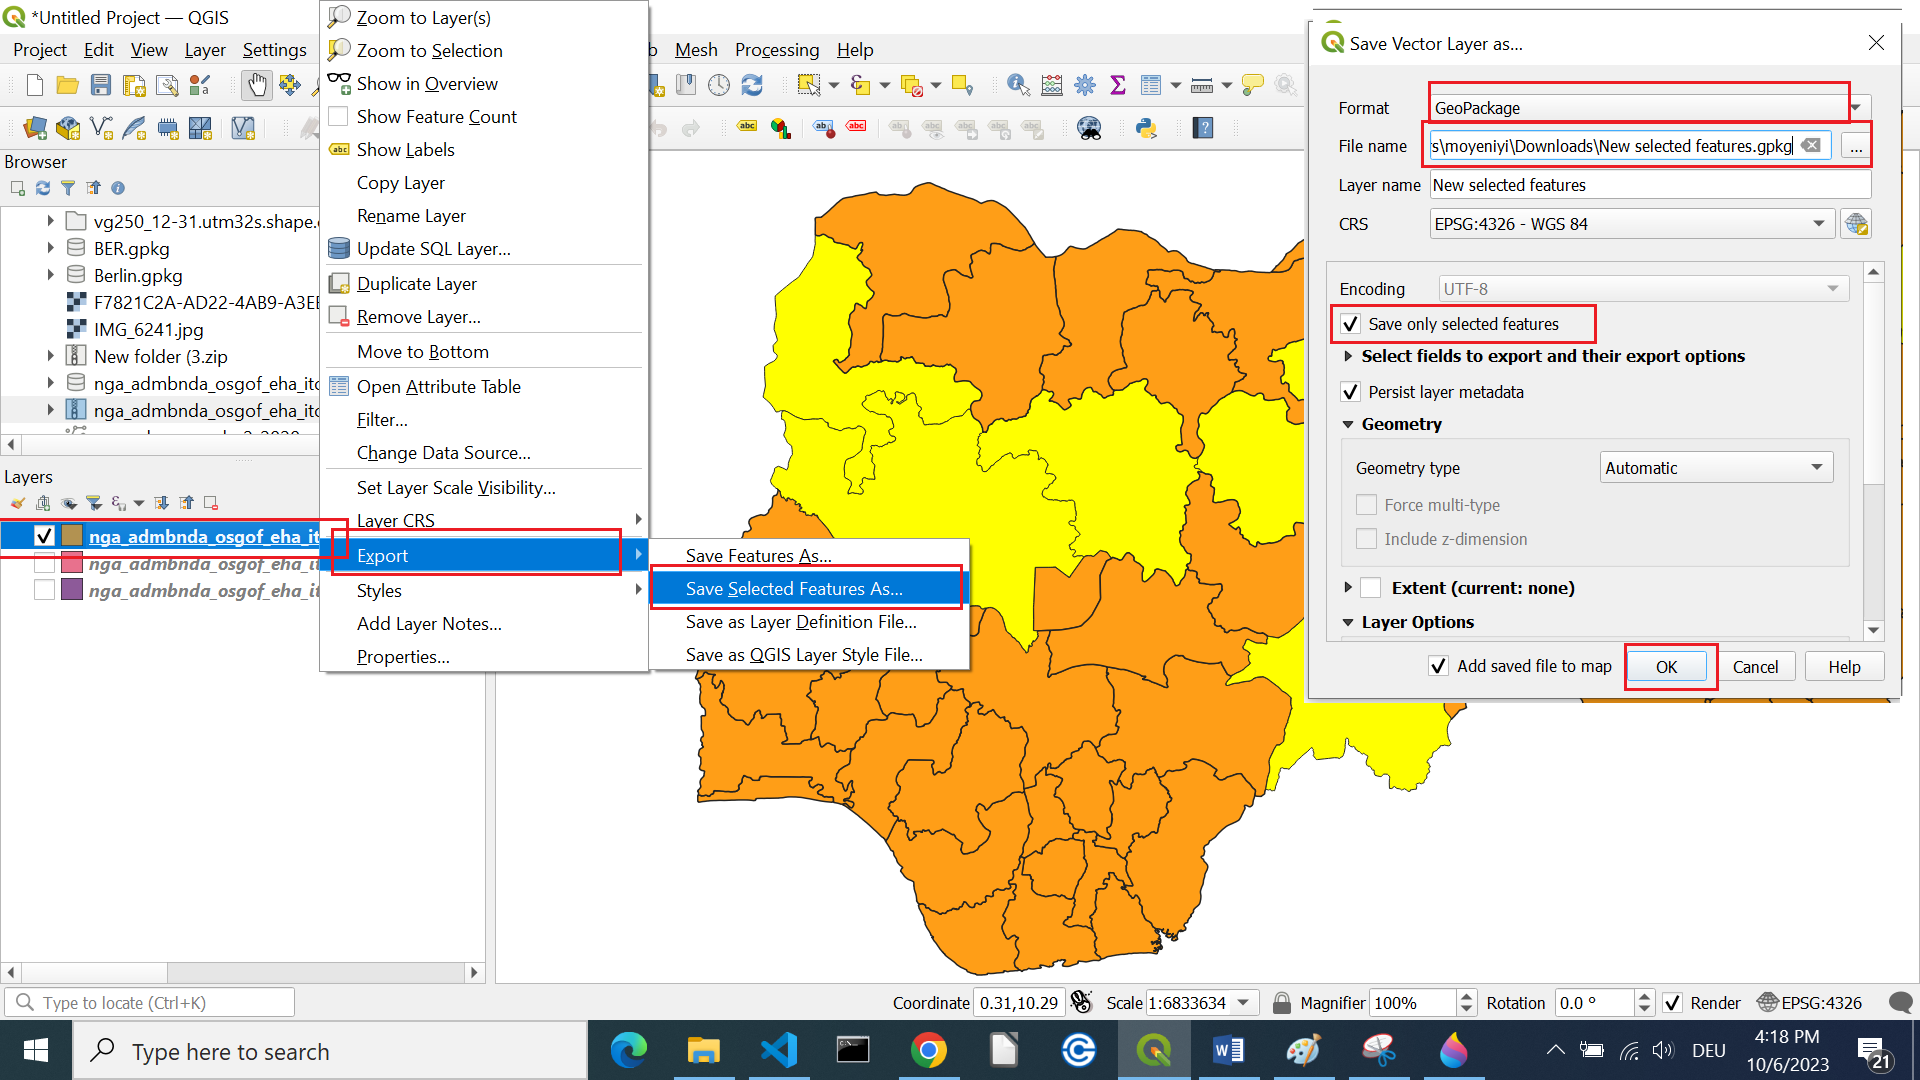 *Untitled Project — QGIS
Project Edit View Layer Settings
Mesh Processing Help
Browser
vg250_12-31.utm32s.shape.
BER.gpkg
Berlin.gpkg
F7821C2A-AD22-4AB9-A3EE
IMG_6241.jpg
New folder (3.zip
nga_admbnda_osgof_eha_itc
nga_admbnda_osgof_eha_itc
Layers
nga_admbnda_osgof_eha_it
nga_admbnda_osgof_eha_it
nga_admbnda_osgof_eha_it
Zoom to Layer(s)
Zoom to Selection
Show in Overview
Show Feature Count
abc Show Labels
Copy Layer
Rename Layer
Update SQL Layer...
Duplicate Layer
Remove Layer...
Move to Bottom
Open Attribute Table
Filter...
Change Data Source...
Set Layer Scale Visibility...
Layer CRS
Export
Styles
Add Layer Notes...
Properties...
Save Features As...
Save Selected Features As...
Save as Layer Definition File...
Save as QGIS Layer Style File...
Save Vector Layer as...
Format GeoPackage
File name 's\moyeniyi\Downloads\New selected features.gpkg ...
Layer name New selected features
CRS EPSG:4326 - WGS 84
Encoding UTF-8
Save only selected features
Select fields to export and their export options
Persist layer metadata
Geometry
Geometry type Automatic
Force multi-type
Include z-dimension
Extent (current: none)
Layer Options
Add saved file to map OK Cancel Help
Type to locate (Ctrl+K)
Coordinate 0.31,10.29 Scale 1:6833634 Magnifier 100% Rotation 0.0 ° Render EPSG:4326
Type here to search
DEU
4:18 PM
10/6/2023
21